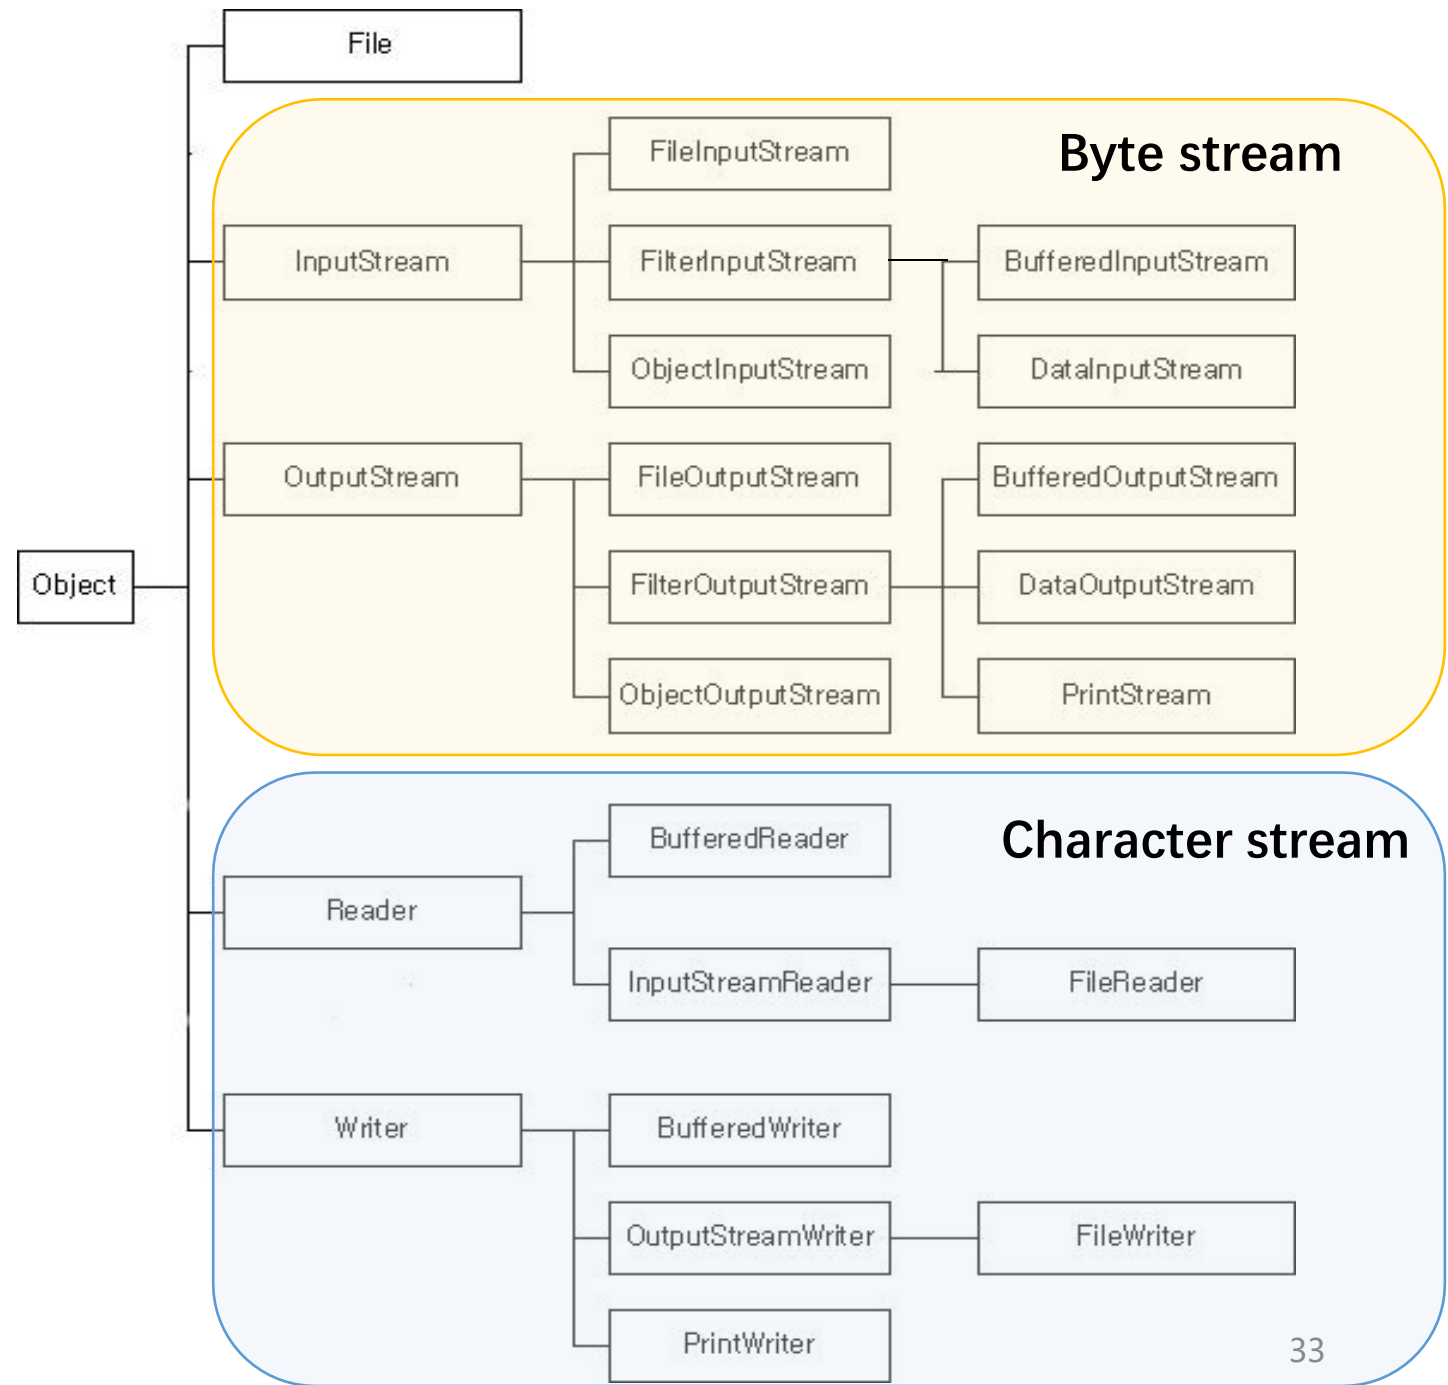 File
Byte stream
FileInputStream
InputStream
FilterInputStream
BufferedInputStream
ObjectInputStream
DataInputStream
OutputStream
FileOutputStream
BufferedOutputStream
Object
FilterOutputStream
DataOutputStream
ObjectOutputStream
PrintStream
Character stream
BufferedReader
Reader
InputStreamReader
FileReader
Writer
BufferedWriter
OutputStreamWriter
FileWriter
PrintWriter
33